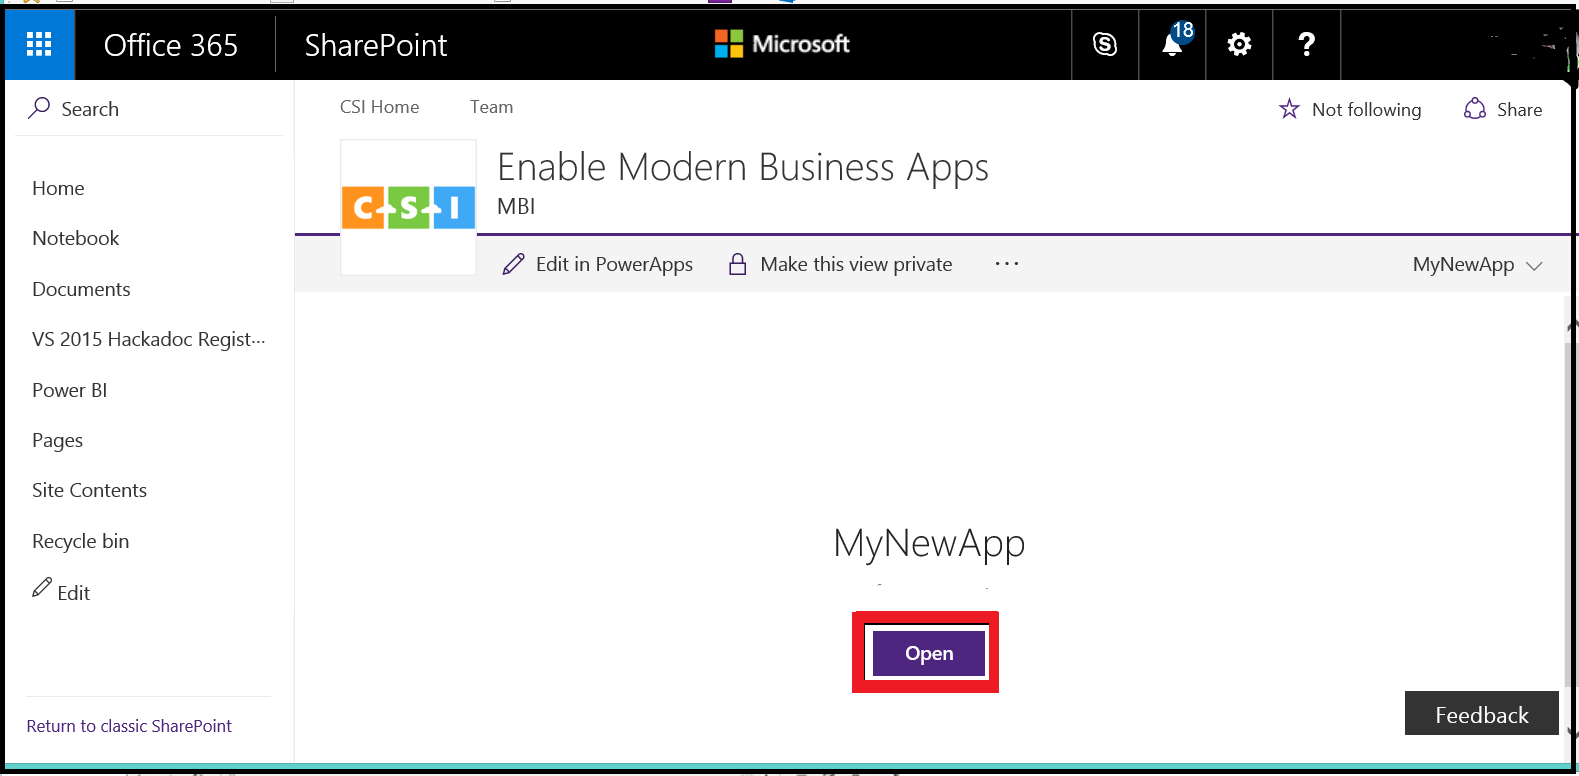 Office 365
SharePoint
Microsoft
18
?
Search
CSI Home
Team
Not following
Share
C+S+I
Enable Modern Business Apps
MBI
Edit in PowerApps
Make this view private
...
MyNewApp
Home
Notebook
Documents
VS 2015 Hackadoc Regist...
Power BI
Pages
Site Contents
Recycle bin
Edit
Return to classic SharePoint
MyNewApp
Open
Feedback